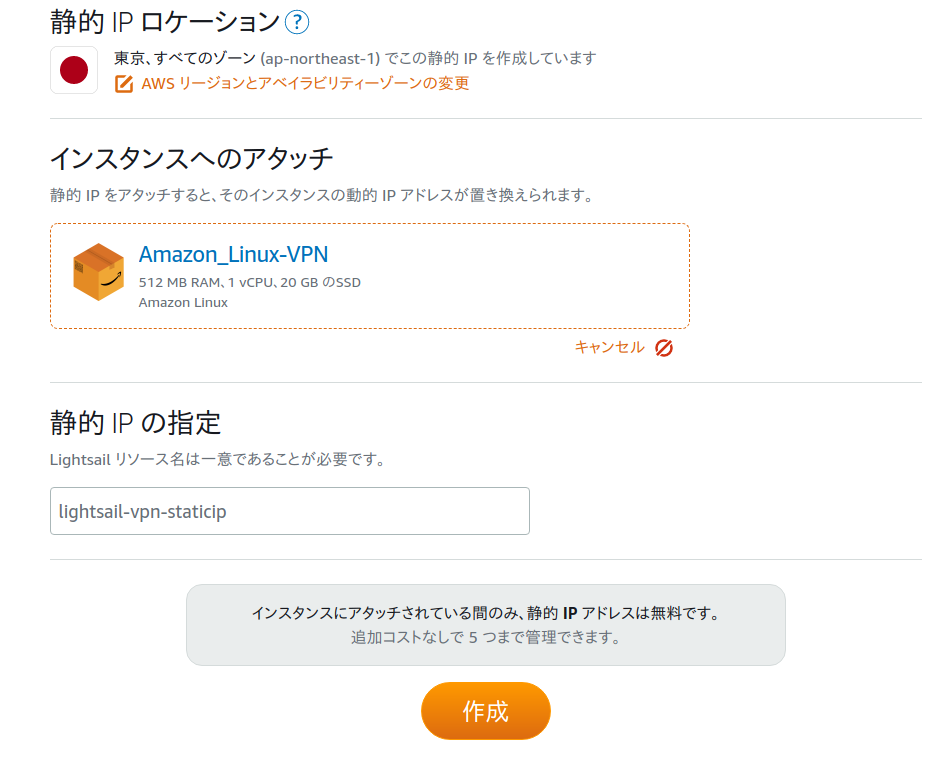 静的 IP ロケーション ?
東京、すべてのゾーン (ap-northeast-1) でこの静的 IP を作成しています
AWS リージョンとアベイラビリティーゾーンの変更
インスタンスへのアタッチ
静的 IP をアタッチすると、そのインスタンスの動的 IP アドレスが置き換えられます。
Amazon_Linux-VPN
512 MB RAM、1 vCPU、20 GB のSSD
Amazon Linux
キャンセル
静的 IP の指定
Lightsail リソース名は一意であることが必要です。
lightsail-vpn-staticip
インスタンスにアタッチされている間のみ、静的 IP アドレスは無料です。
追加コストなしで 5 つまで管理できます。
作成